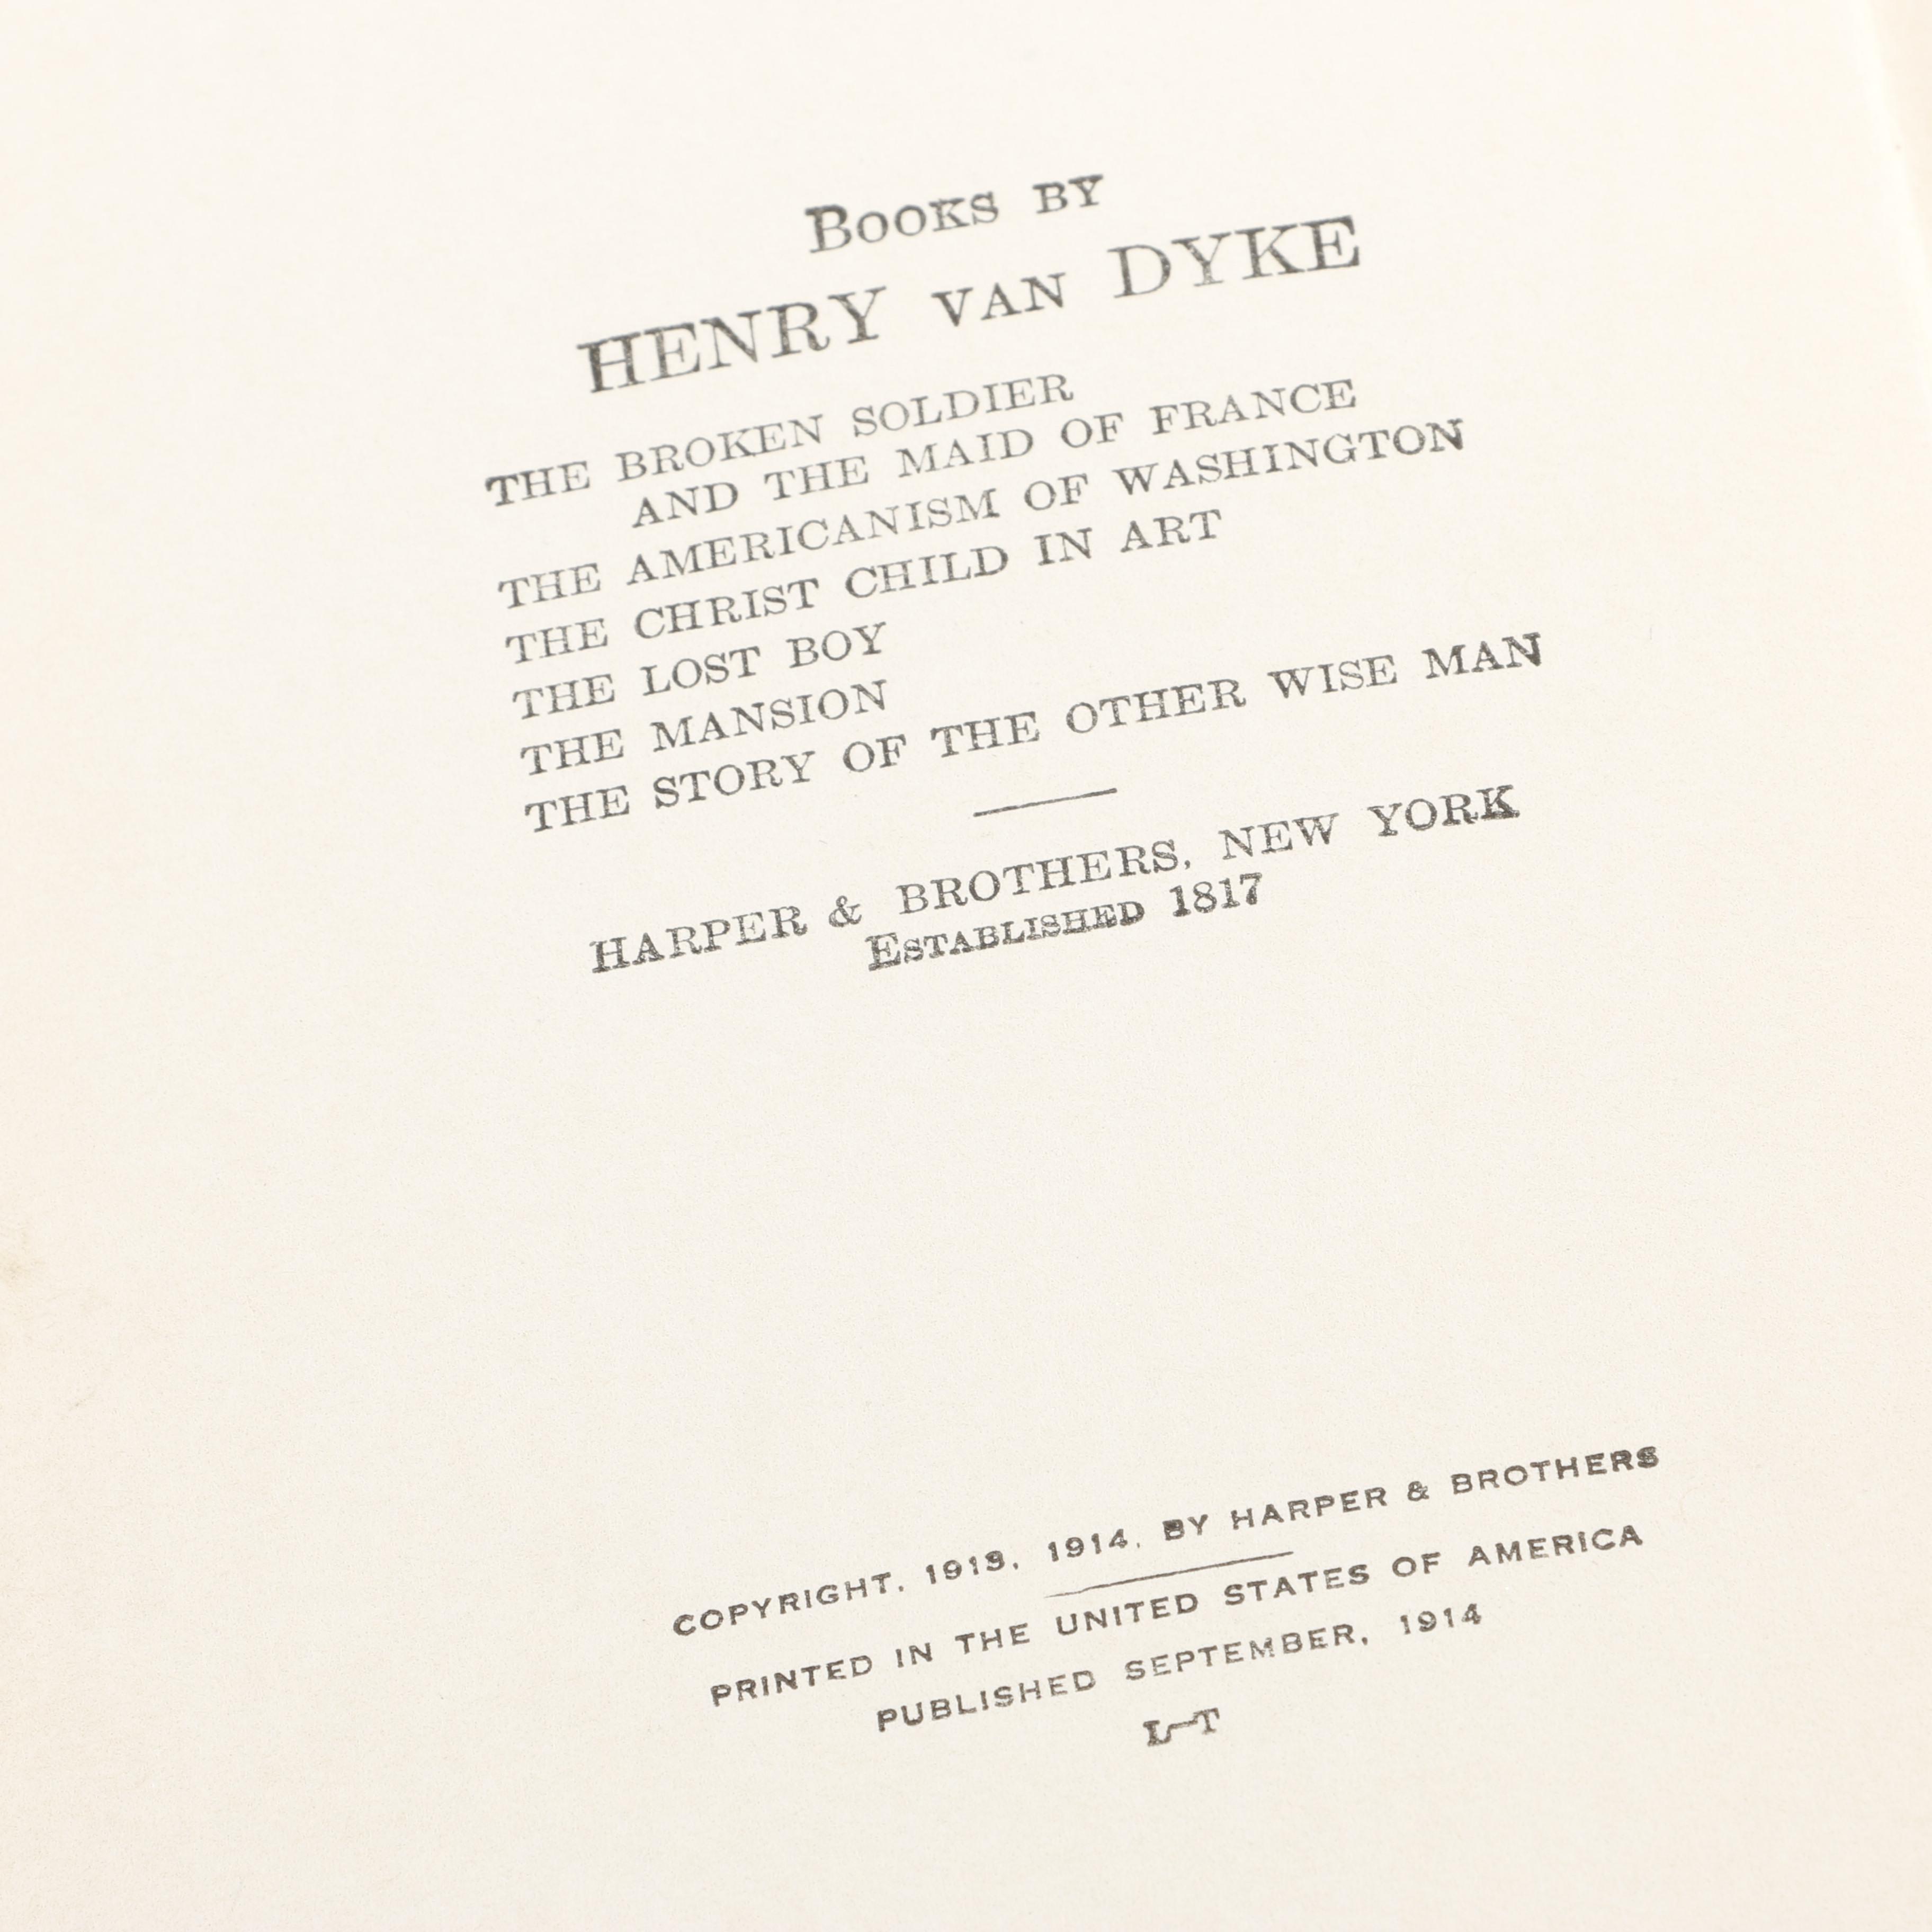 BOOKS BY
HENRY VAN DYKE
THE BROKEN SOLDIER
AND THE MAID OF FRANCE
THE AMERICANISM OF WASHINGTON
THE CHRIST CHILD IN ART
THE LOST BOY
THE MANSION
THE STORY OF THE OTHER WISE MAN
HARPER & BROTHERS, NEW YORK
ESTABLISHED 1817
COPYRIGHT, 1913, 1914, BY HARPER & BROTHERS
PRINTED IN THE UNITED STATES OF AMERICA
PUBLISHED SEPTEMBER, 1914
L-T